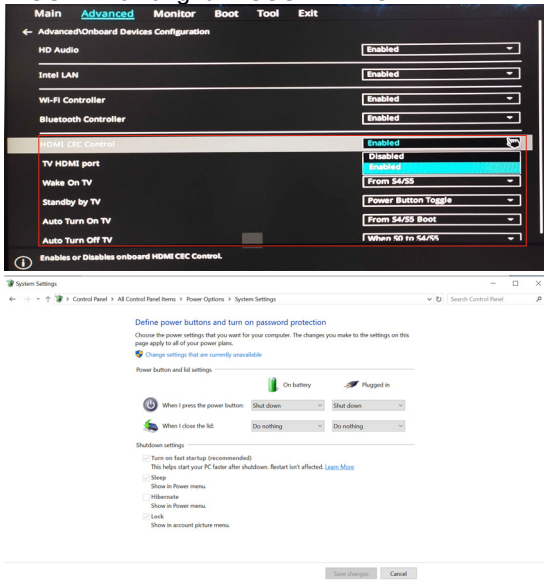 Main Advanced Monitor Boot Tool Exit
← Advanced\Onboard Devices Configuration
HD Audio Enabled
Intel LAN Enabled
Wi-Fi Controller Enabled
Bluetooth Controller Enabled
HDMI CEC Control Enabled
Disabled
TV HDMI port Enabled
Wake On TV From S4/S5
Standby by TV Power Button Toggle
Auto Turn On TV From S4/S5 Boot
Auto Turn Off TV When S0 to S4/S5
Enables or Disables onboard HDMI CEC Control.
System Settings
Control Panel > All Control Panel Items > Power Options > System Settings Search Control Panel
Define power buttons and turn on password protection
Choose the power settings that you want for your computer. The changes you make to the settings on this
page apply to all of your power plans.
Change settings that are currently unavailable
Power button and lid settings
On battery Plugged in
When I press the power button: Shut down Shut down
When I close the lid: Do nothing Do nothing
Shutdown settings
Turn on fast startup (recommended)
This helps start your PC faster after shutdown. Restart isn't affected. Learn More
Sleep
Show in Power menu.
Hibernate
Show in Power menu.
Lock
Show in account picture menu.
Save changes Cancel